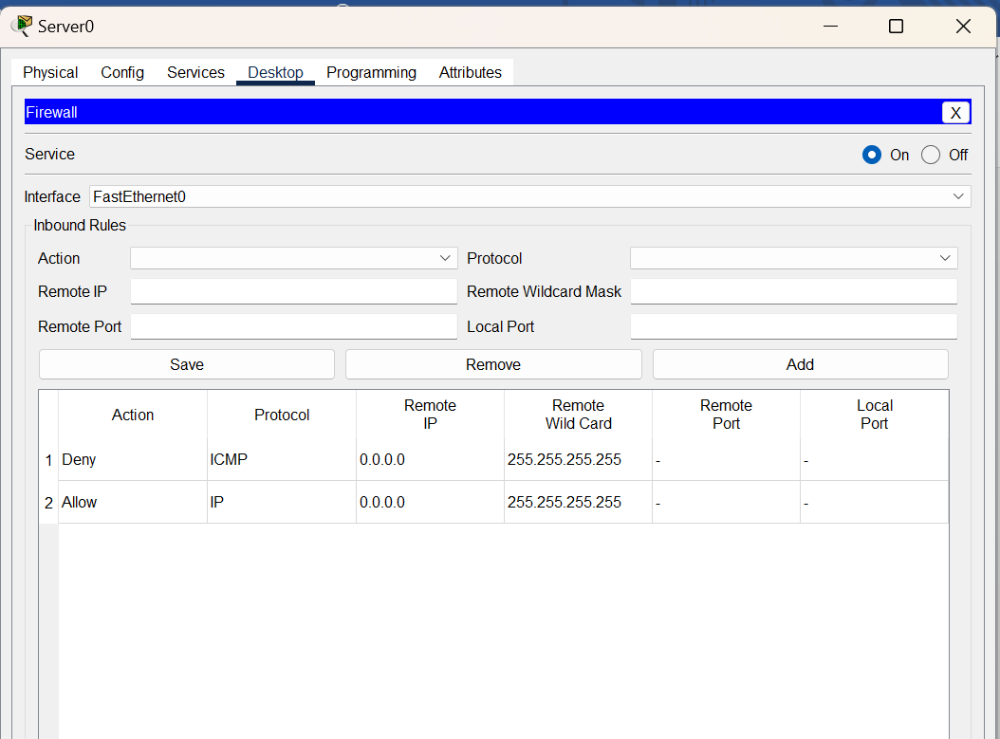 Server0
Physical Config Services Desktop Programming Attributes
Firewall X
Service On Off
Interface FastEthernet0
Inbound Rules
Action Protocol
Remote IP Remote Wildcard Mask
Remote Port Local Port
Save Remove Add
Action Protocol Remote IP Remote Wild Card Remote Port Local Port
1 Deny ICMP 0.0.0.0 255.255.255.255 - -
2 Allow IP 0.0.0.0 255.255.255.255 - -